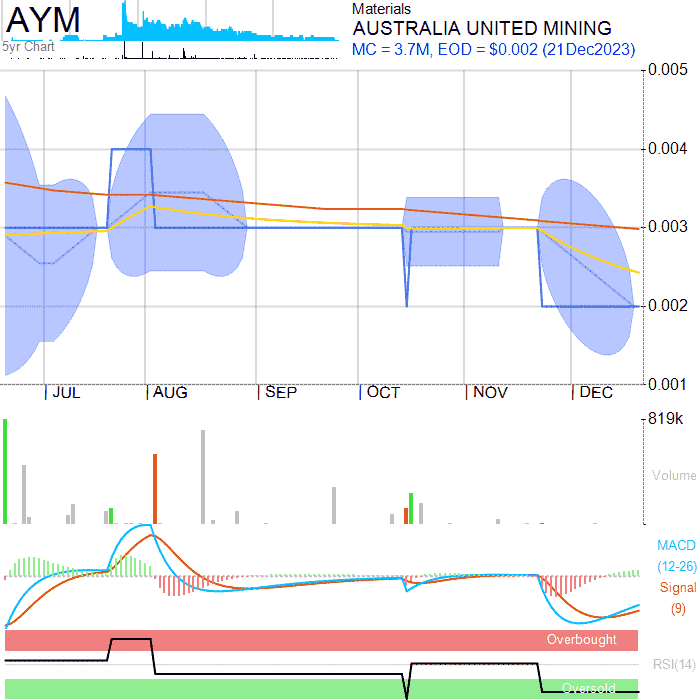 AYM
5yr Chart
Materials
AUSTRALIA UNITED MINING
MC = 3.7M, EOD = $0.002 (21Dec2023)
0.005
0.004
0.003
0.002
0.001
JUL AUG SEP OCT NOV DEC
819k
Volume
MACD
(12-26)
Signal
(9)
Overbought
RSI(14)
Oversold